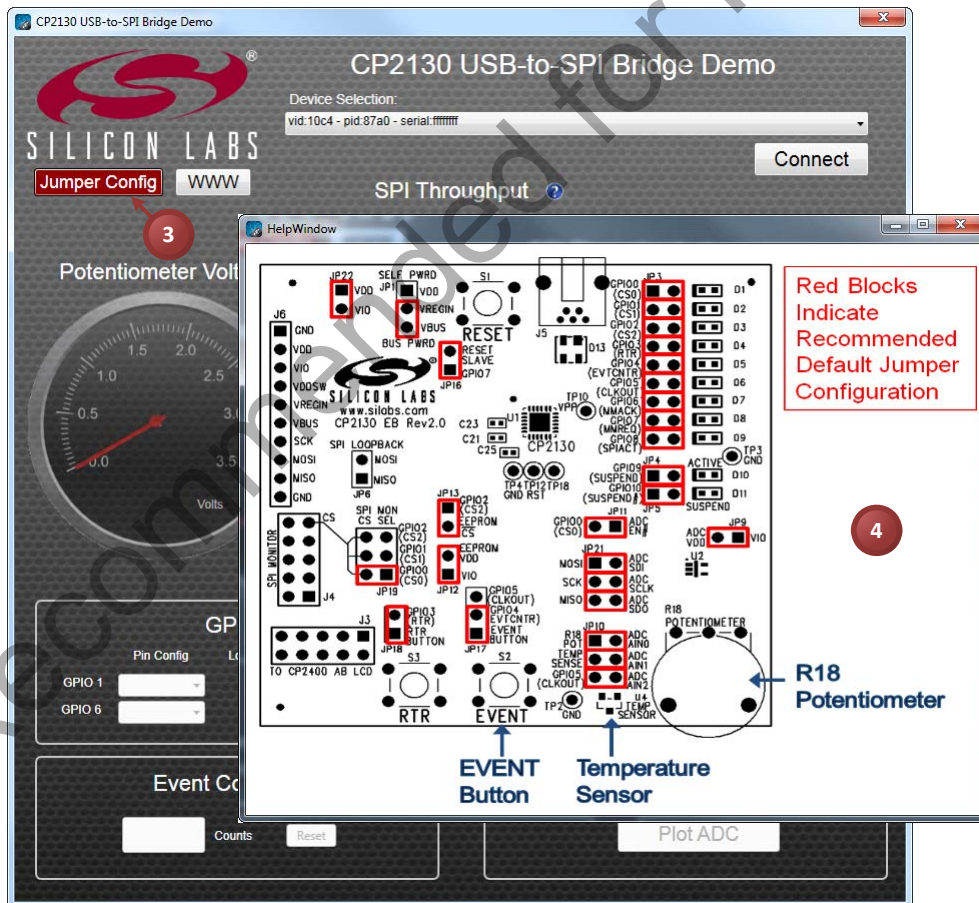 CP2130 USB-to-SPI Bridge Demo
CP2130 USB-to-SPI Bridge Demo
Device Selection:
vid:10c4 - pid:87a0 - serial:ffffffff
Connect
SILICON LABS
Jumper Config
WWW
SPI Throughput
?
3
HelpWindow
Potentiometer Volt
1.5
2.0
1.0
2.5
0.5
3.
0.0
3.5
Volts
Red Blocks
Indicate
Recommended
Default Jumper
Configuration
4
JP22
VDD
VIO
SELF PWRD
JP1
VDD
VREGIN
VBUS
BUS PWRD
S1
RESET
J5
D13
RESET
SLAVE
GPIO7
JP16
J6
GND
VDD
VIO
VDDSW
VREGIN
VBUS
SCK
MOSI
MISO
GND
SILICON LABS
www.silabs.com
CP2130 EB Rev2.0
JP3
GPIO0
(CS0)
GPIO1
(CS1)
GPIO2
(CS2)
GPIO3
(RTR)
GPIO4
(EVTCNTR)
GPIO5
(CLKOUT)
GPIO6
(MMACK)
GPIO7
(MNREQ)
GPIO8
(SPIACT)
D1
D2
D3
D4
D5
D6
D7
D8
D9
TP10
VPP
U1
CP2130
C23
C21
C25
TP4
TP12
TP18
GND RST
TP3
GND
GPIO9
(SUSPEND)
GPIO10
(SUSPEND#)
JP4
JP5
ACTIVE
D10
D11
SUSPEND
SPI LOOPBACK
MOSI
MISO
JP6
SPI MON
CS SEL
GPIO2
(CS2)
GPIO1
(CS1)
GPIO0
(CS0)
JP19
CS
SPI MONITOR
J4
JP13
GPIO2
(CS2)
EEPROM
CS
EEPROM
VDD
VIO
JP12
JP11
GPIO0
(CS0)
ADC
EN#
JP9
ADC
VDD
VIO
U2
JP21
MOSI
SCK
MISO
ADC
SDI
ADC
SCLK
ADC
SDO
J3
TO CP2400 AB LCD
GPIO3
(RTR)
RTR
BUTTON
JP18
GPIO5
(CLKOUT)
GPIO4
EVTCNTR)
EVENT
BUTTON
JP17
JP10
R18
POT
TEMP
SENSE
GPIO5
(CLKOUT)
ADC
AIN0
ADC
AIN1
ADC
AIN2
R18
POTENTIOMETER
S3
RTR
S2
EVENT
TP2
GND
U4
TEMP
SENSOR
R18
Potentiometer
EVENT
Button
Temperature
Sensor
GP
Pin Config
Lo
GPIO 1
GPIO 6
Event Co
Counts
Reset
Plot ADC